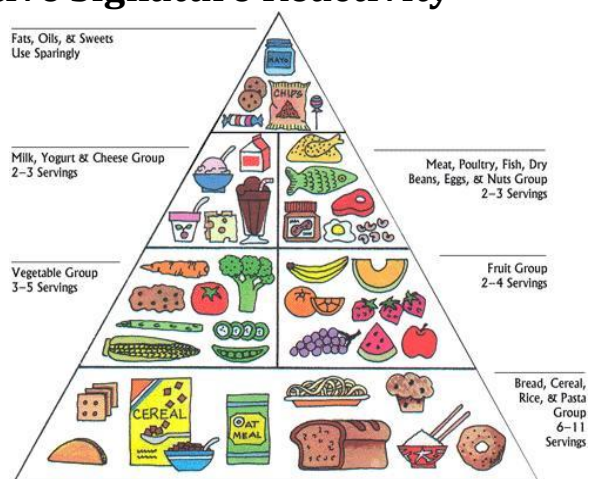 Signature Reactivity
Fats, Oils, & Sweets
Use Sparingly
MAYO
CHIPS
Milk, Yogurt & Cheese Group
2–3 Servings
Meat, Poultry, Fish, Dry
Beans, Eggs, & Nuts Group
2–3 Servings
Vegetable Group
3–5 Servings
Fruit Group
2–4 Servings
Bread, Cereal,
Rice, & Pasta
Group
6–11
Servings
CEREAL
OAT
MEAL